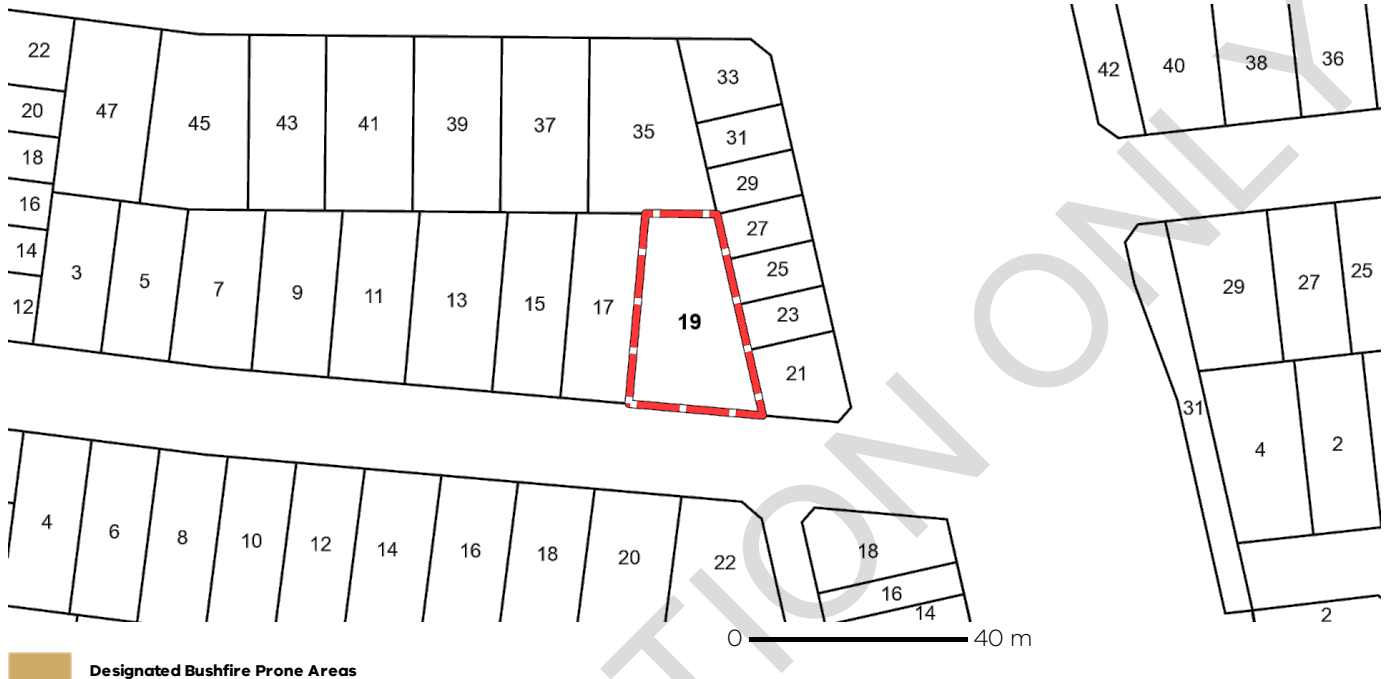 22 47 45 43 41 39 37 35 33 42 40 38 36
20 31
18 29
16 27 29 27 25
14 3 5 7 9 11 13 15 17 19 25
12 23
21 31
4 2
4 6 8 10 12 14 16 18 20 22 18
16
14 2
0 40 m
Designated Bushfire Prone Areas
TION ONLY